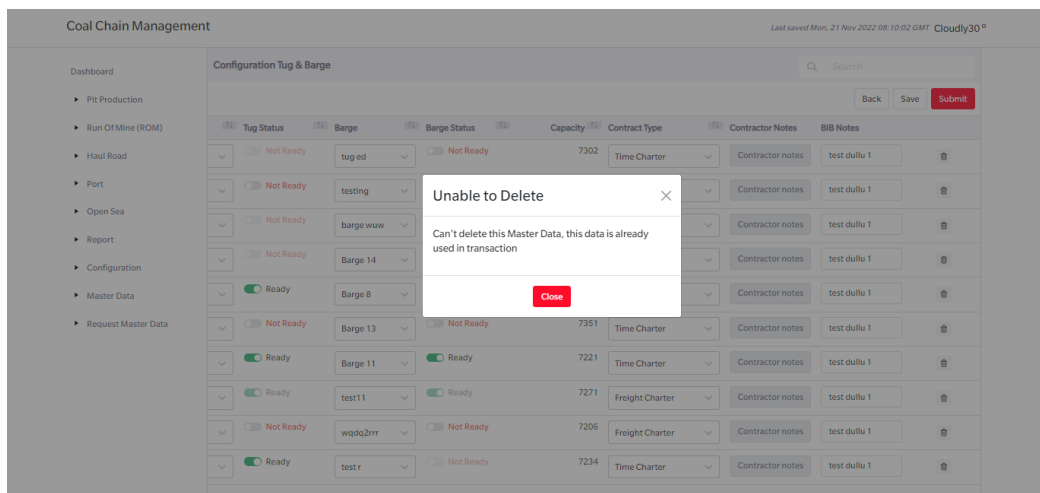 Coal Chain Management
Last saved Mon, 21 Nov 2022 08:10:02 GMT Cloudly30°
Dashboard
Pit Production
Run Of Mine (ROM)
Haul Road
Port
Open Sea
Report
Configuration
Master Data
Request Master Data
Configuration Tug & Barge
Search
Back Save Submit
Tug Status Barge Barge Status Capacity Contract Type Contractor Notes BIB Notes
Not Ready tug ed Not Ready 7302 Time Charter Contractor notes test dullu 1
Not Ready testing Contractor notes test dullu 1
Not Ready barge wuw Contractor notes test dullu 1
Not Ready Barge 14 Contractor notes test dullu 1
Ready Barge 8 Contractor notes test dullu 1
Not Ready Barge 13 Not Ready 7351 Time Charter Contractor notes test dullu 1
Ready Barge 11 Ready 7221 Time Charter Contractor notes test dullu 1
Ready test11 Ready 7271 Freight Charter Contractor notes test dullu 1
Not Ready wqdq2rrr Not Ready 7206 Freight Charter Contractor notes test dullu 1
Ready test r Not Ready 7234 Time Charter Contractor notes test dullu 1
Unable to Delete
Can't delete this Master Data, this data is already
used in transaction
Close